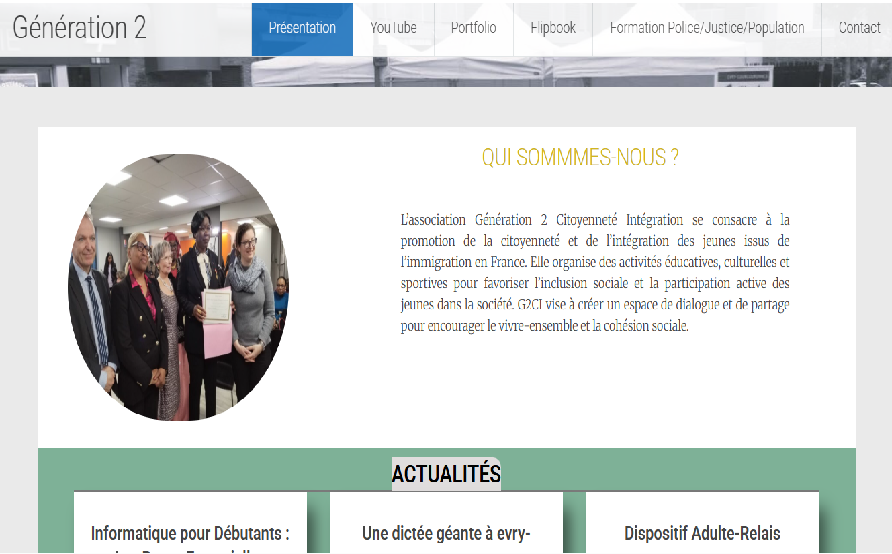 Génération 2
Présentation
YouTube
Portfolio
Flipbook
Formation Police/Justice/Population
Contact
QUI SOMMMES-NOUS ?
L'association Génération 2 Citoyenneté Intégration se consacre à la
promotion de la citoyenneté et de l'intégration des jeunes issus de
l'immigration en France. Elle organise des activités éducatives, culturelles et
sportives pour favoriser l'inclusion sociale et la participation active des
jeunes dans la société. G2CI vise à créer un espace de dialogue et de partage
pour encourager le vivre-ensemble et la cohésion sociale.
ACTUALITÉS
Informatique pour Débutants :
Une dictée géante à evry-
Dispositif Adulte-Relais